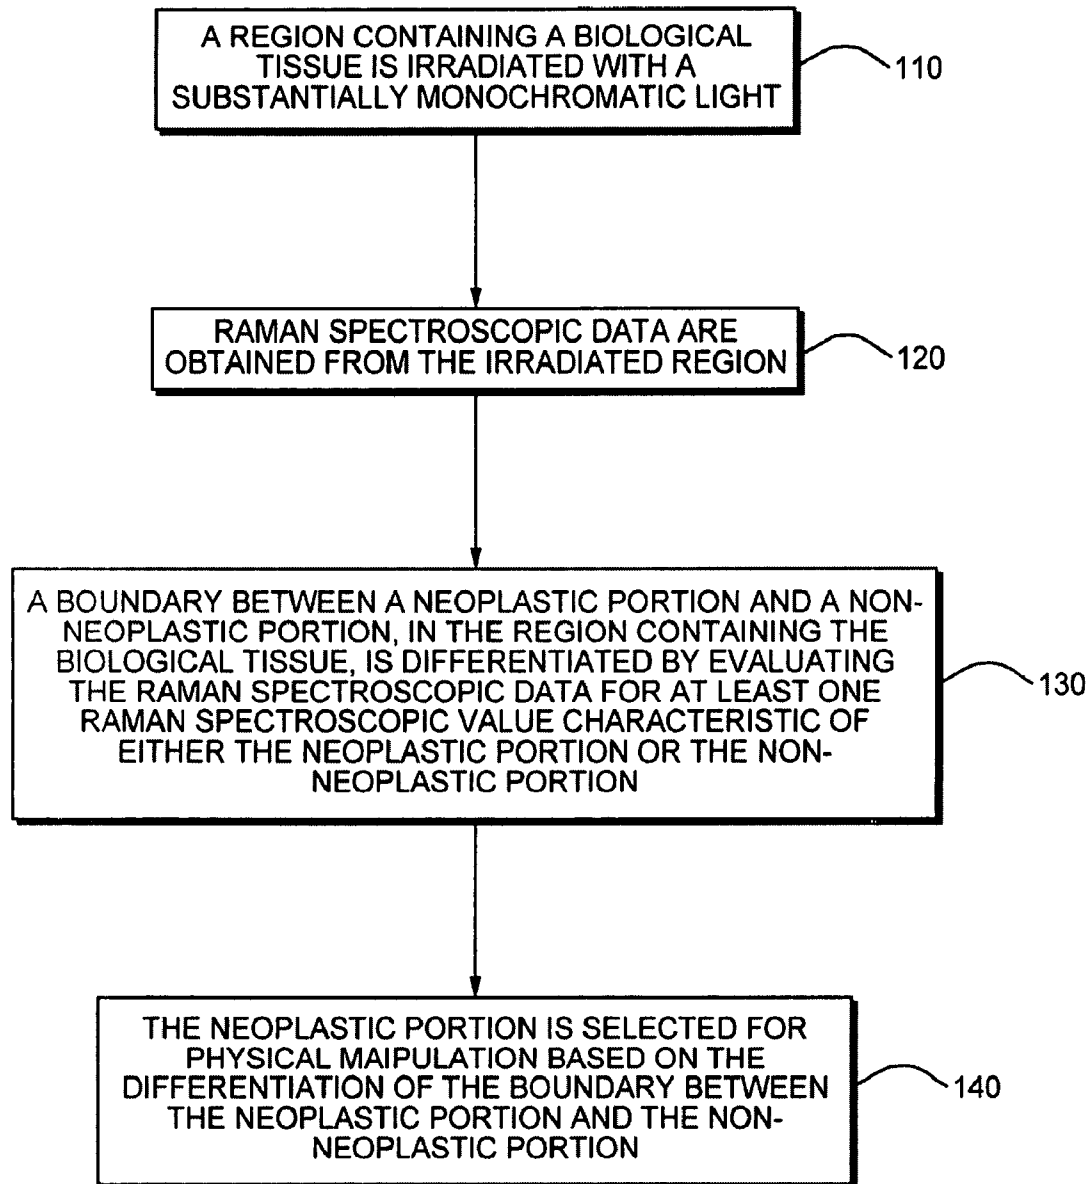 A REGION CONTAINING A BIOLOGICAL
TISSUE IS IRRADIATED WITH A
SUBSTANTIALLY MONOCHROMATIC LIGHT
110
RAMAN SPECTROSCOPIC DATA ARE
OBTAINED FROM THE IRRADIATED REGION
120
A BOUNDARY BETWEEN A NEOPLASTIC PORTION AND A NON-
NEOPLASTIC PORTION, IN THE REGION CONTAINING THE
BIOLOGICAL TISSUE, IS DIFFERENTIATED BY EVALUATING
THE RAMAN SPECTROSCOPIC DATA FOR AT LEAST ONE
RAMAN SPECTROSCOPIC VALUE CHARACTERISTIC OF
EITHER THE NEOPLASTIC PORTION OR THE NON-
NEOPLASTIC PORTION
130
THE NEOPLASTIC PORTION IS SELECTED FOR
PHYSICAL MAIPULATION BASED ON THE
DIFFERENTIATION OF THE BOUNDARY BETWEEN
THE NEOPLASTIC PORTION AND THE NON-
NEOPLASTIC PORTION
140